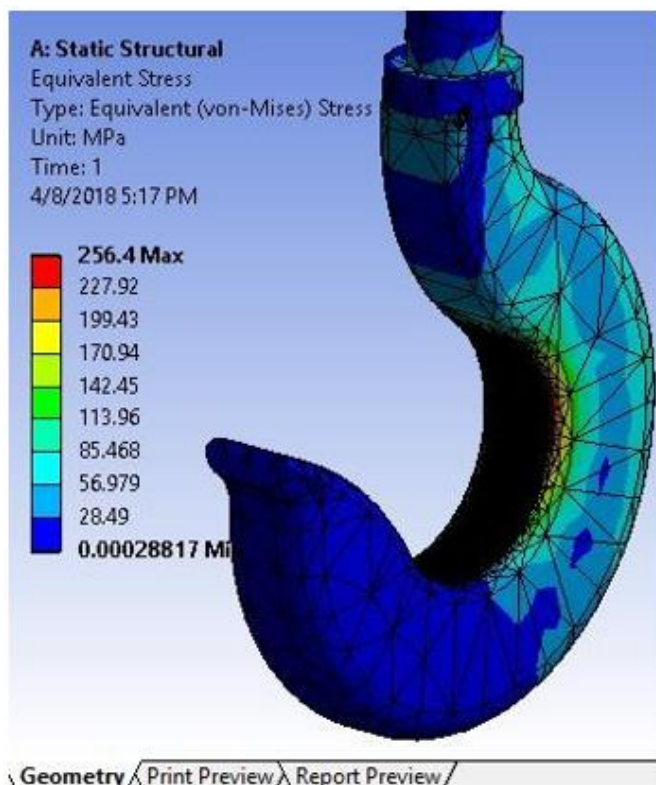 A: Static Structural
Equivalent Stress
Type: Equivalent (von-Mises) Stress
Unit: MPa
Time: 1
4/8/2018 5:17 PM
256.4 Max
227.92
199.43
170.94
142.45
113.96
85.468
56.979
28.49
0.00028817 Mi
Geometry Print Preview Report Preview